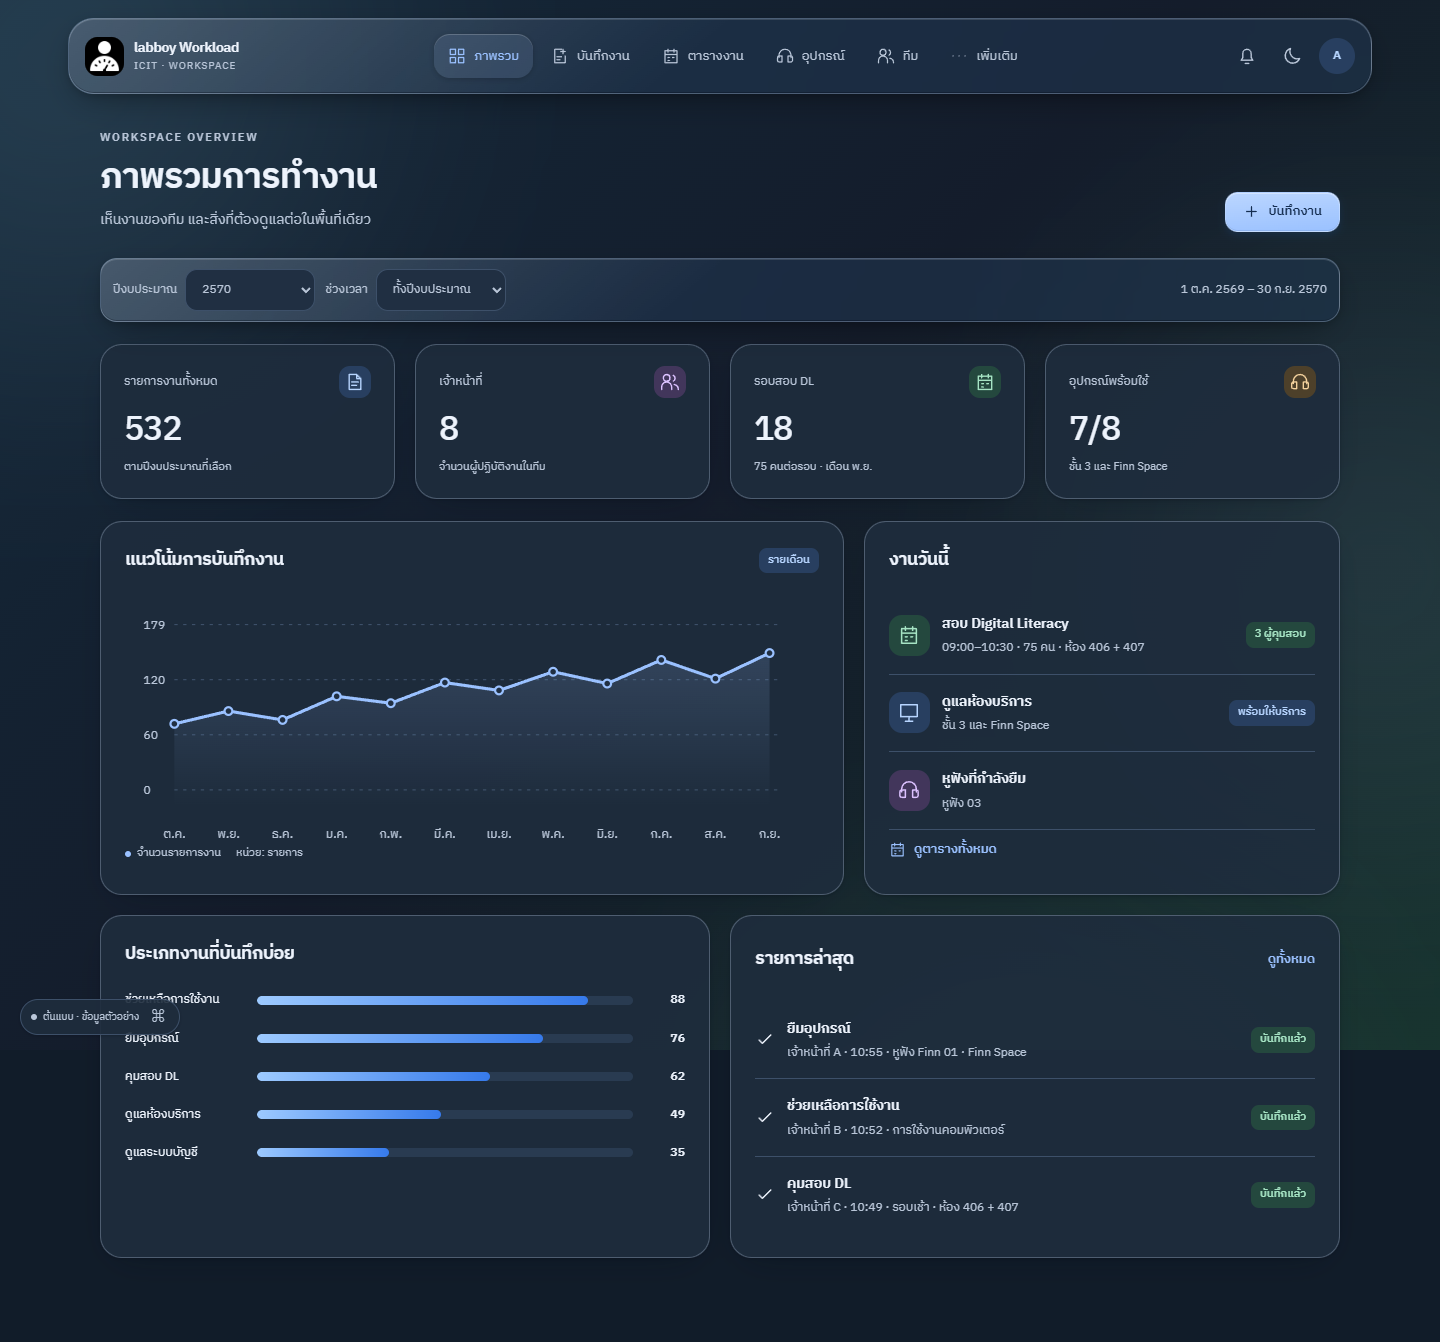 labboy Workload
ICIT · WORKSPACE
ภาพรวม
บันทึกงาน
ตารางงาน
อุปกรณ์
ทีม
··· เพิ่มเติม
A
WORKSPACE OVERVIEW
ภาพรวมการทำงาน
เห็นงานของทีม และสิ่งที่ต้องดูแลต่อในพื้นที่เดียว
+ บันทึกงาน
ปีงบประมาณ 2570 ช่วงเวลา ทั้งปีงบประมาณ 1 ต.ค. 2569 – 30 ก.ย. 2570
รายการงานทั้งหมด
532
ตามปีงบประมาณที่เลือก
เจ้าหน้าที่
8
จำนวนผู้ปฏิบัติงานในทีม
รอบสอบ DL
18
75 คนต่อรอบ · เดือน พ.ย.
อุปกรณ์พร้อมใช้
7/8
ชั้น 3 และ Finn Space
แนวโน้มการบันทึกงาน
รายเดือน
179
120
60
0
ต.ค. พ.ย. ธ.ค. ม.ค. ก.พ. มี.ค. เม.ย. พ.ค. มิ.ย. ก.ค. ส.ค. ก.ย.
จำนวนรายการงาน หน่วย: รายการ
งานวันนี้
สอบ Digital Literacy
09:00–10:30 · 75 คน · ห้อง 406 + 407
3 ผู้คุมสอบ
ดูแลห้องบริการ
ชั้น 3 และ Finn Space
พร้อมให้บริการ
หูฟังที่กำลังยืม
หูฟัง 03
ดูตารางทั้งหมด
ประเภทงานที่บันทึกบ่อย
ช่วยเหลือการใช้งาน 88
ต้นแบบ · ข้อมูลตัวอย่าง ⌘
ยืมอุปกรณ์ 76
คุมสอบ DL 62
ดูแลห้องบริการ 49
ดูแลระบบบัญชี 35
รายการล่าสุด
ดูทั้งหมด
ยืมอุปกรณ์
เจ้าหน้าที่ A · 10:55 · หูฟัง Finn 01 · Finn Space
บันทึกแล้ว
ช่วยเหลือการใช้งาน
เจ้าหน้าที่ B · 10:52 · การใช้งานคอมพิวเตอร์
บันทึกแล้ว
คุมสอบ DL
เจ้าหน้าที่ C · 10:49 · รอบเช้า · ห้อง 406 + 407
บันทึกแล้ว